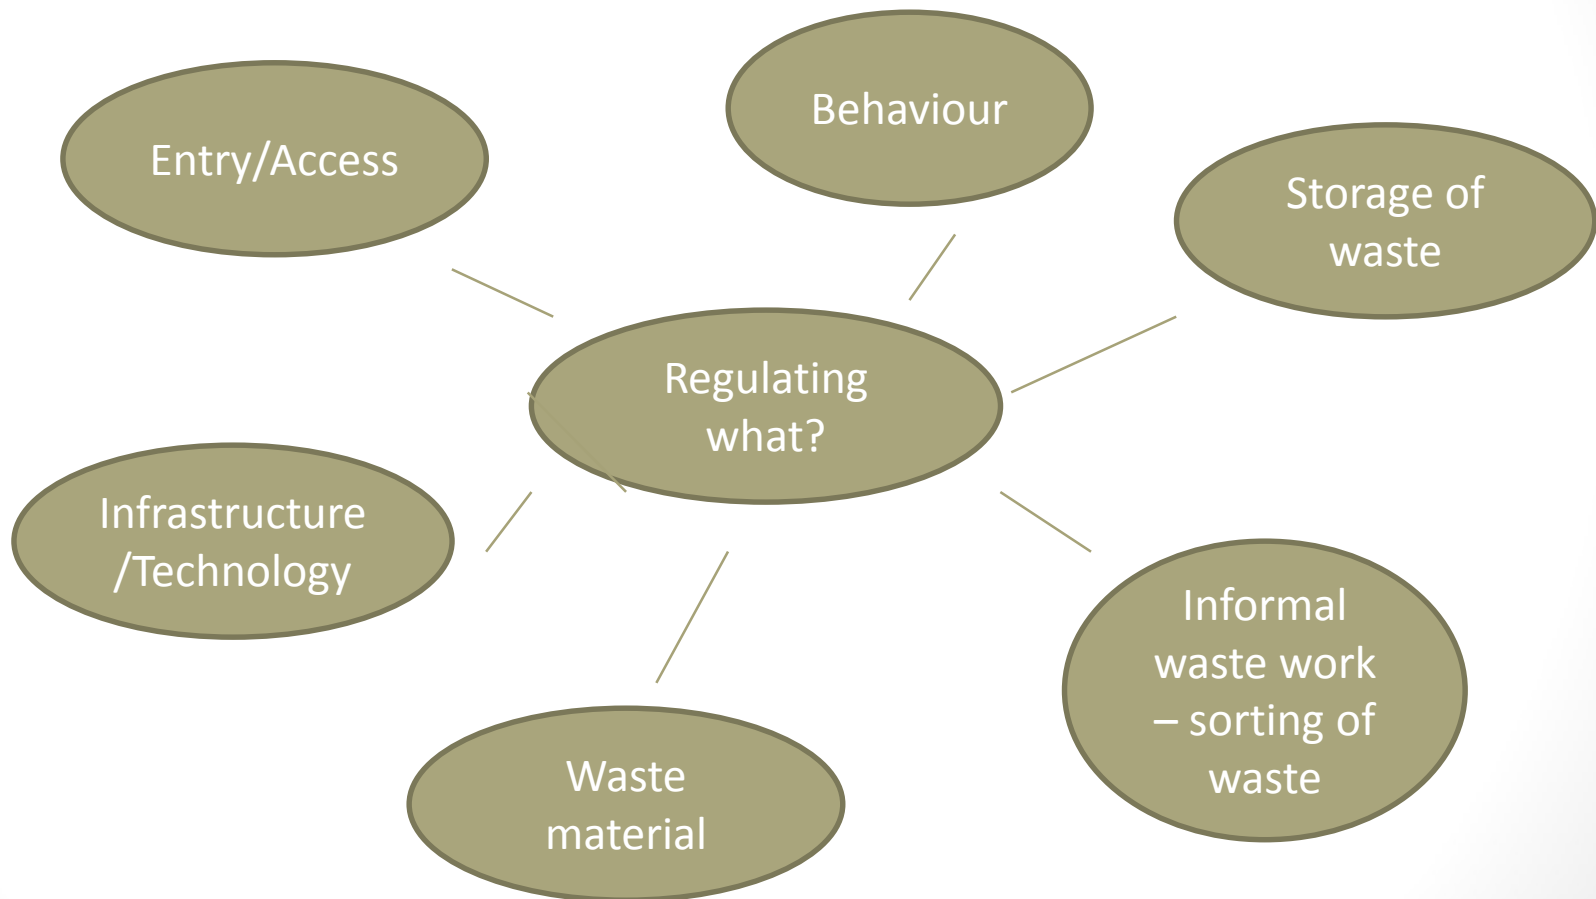 Behaviour
Entry/Access
Storage of
waste
Regulating
what?
Infrastructure
/Technology
Informal
waste work
– sorting of
waste
Waste
material